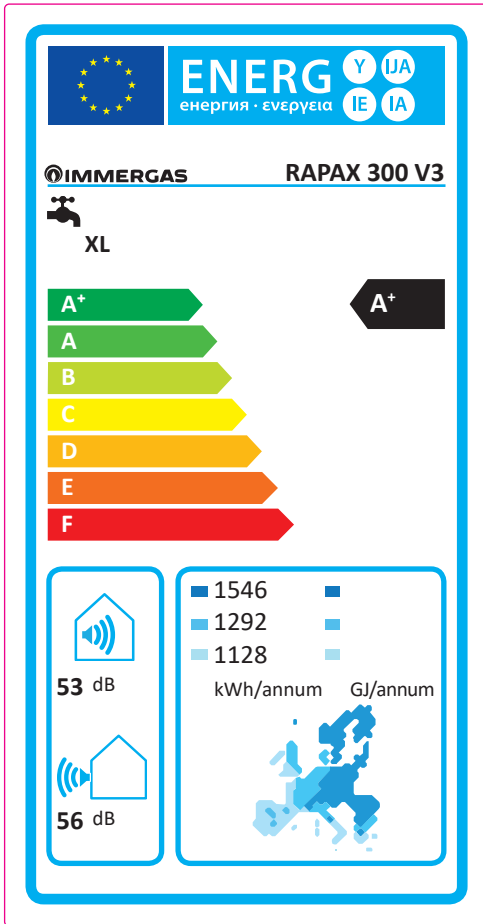 ENERG Y IJA
енергия · ενεργεια IE IA
IMMERGAS RAPAX 300 V3
XL
A+ A+
A
B
C
D
E
F
1546
1292
1128
kWh/annum GJ/annum
53 dB
56 dB